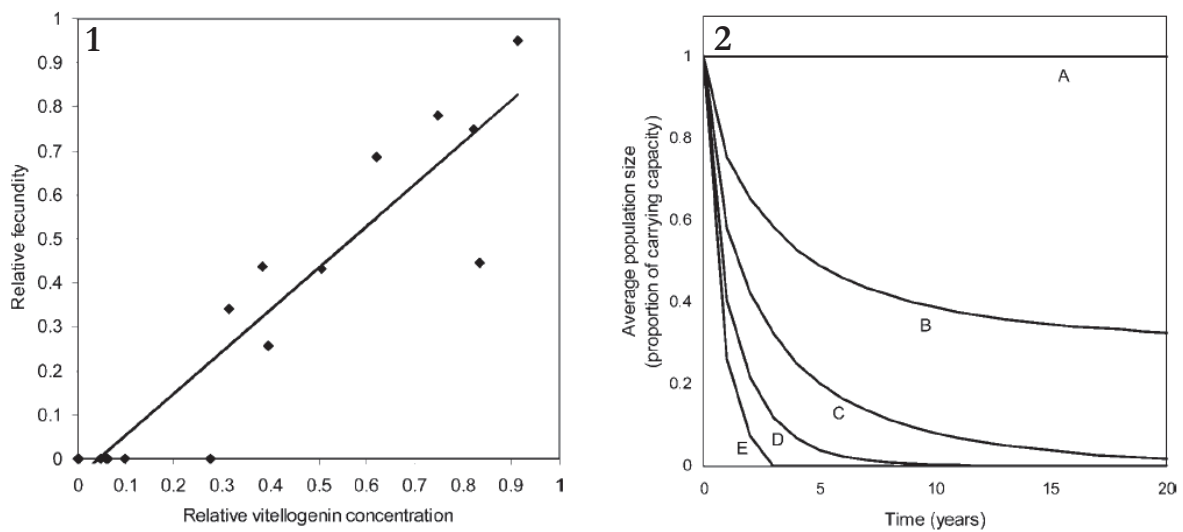 1
1
0.9
0.8
0.7
0.6
0.5
0.4
0.3
0.2
0.1
0
Relative fecundity
0 0.1 0.2 0.3 0.4 0.5 0.6 0.7 0.8 0.9 1
Relative vitellogenin concentration
2
1
0.8
0.6
0.4
0.2
0
Average population size
(proportion of carrying capacity)
A
B
C
D
E
0 5 10 15 20
Time (years)